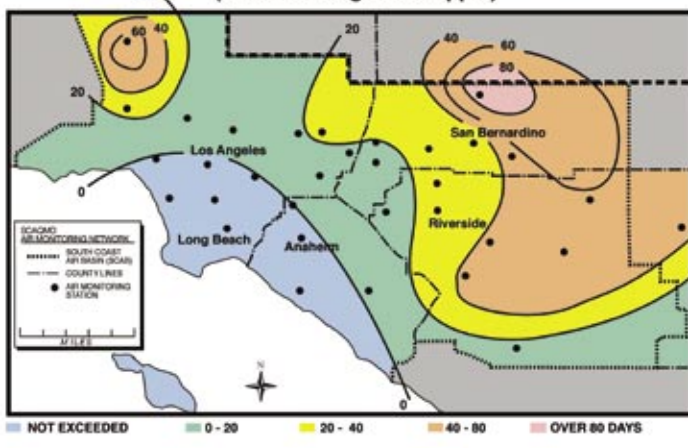 60 40
20
40
60
80
20
San Bernardino
Los Angeles
0
Riverside
Long Beach
Anaheim
SCAQMD
AIR MONITORING NETWORK
SOUTH COAST
AIR BASIN (SCAB)
COUNTY LINES
AIR MONITORING
STATION
MILES
N
0
NOT EXCEEDED
0 - 20
20 - 40
40 - 80
OVER 80 DAYS